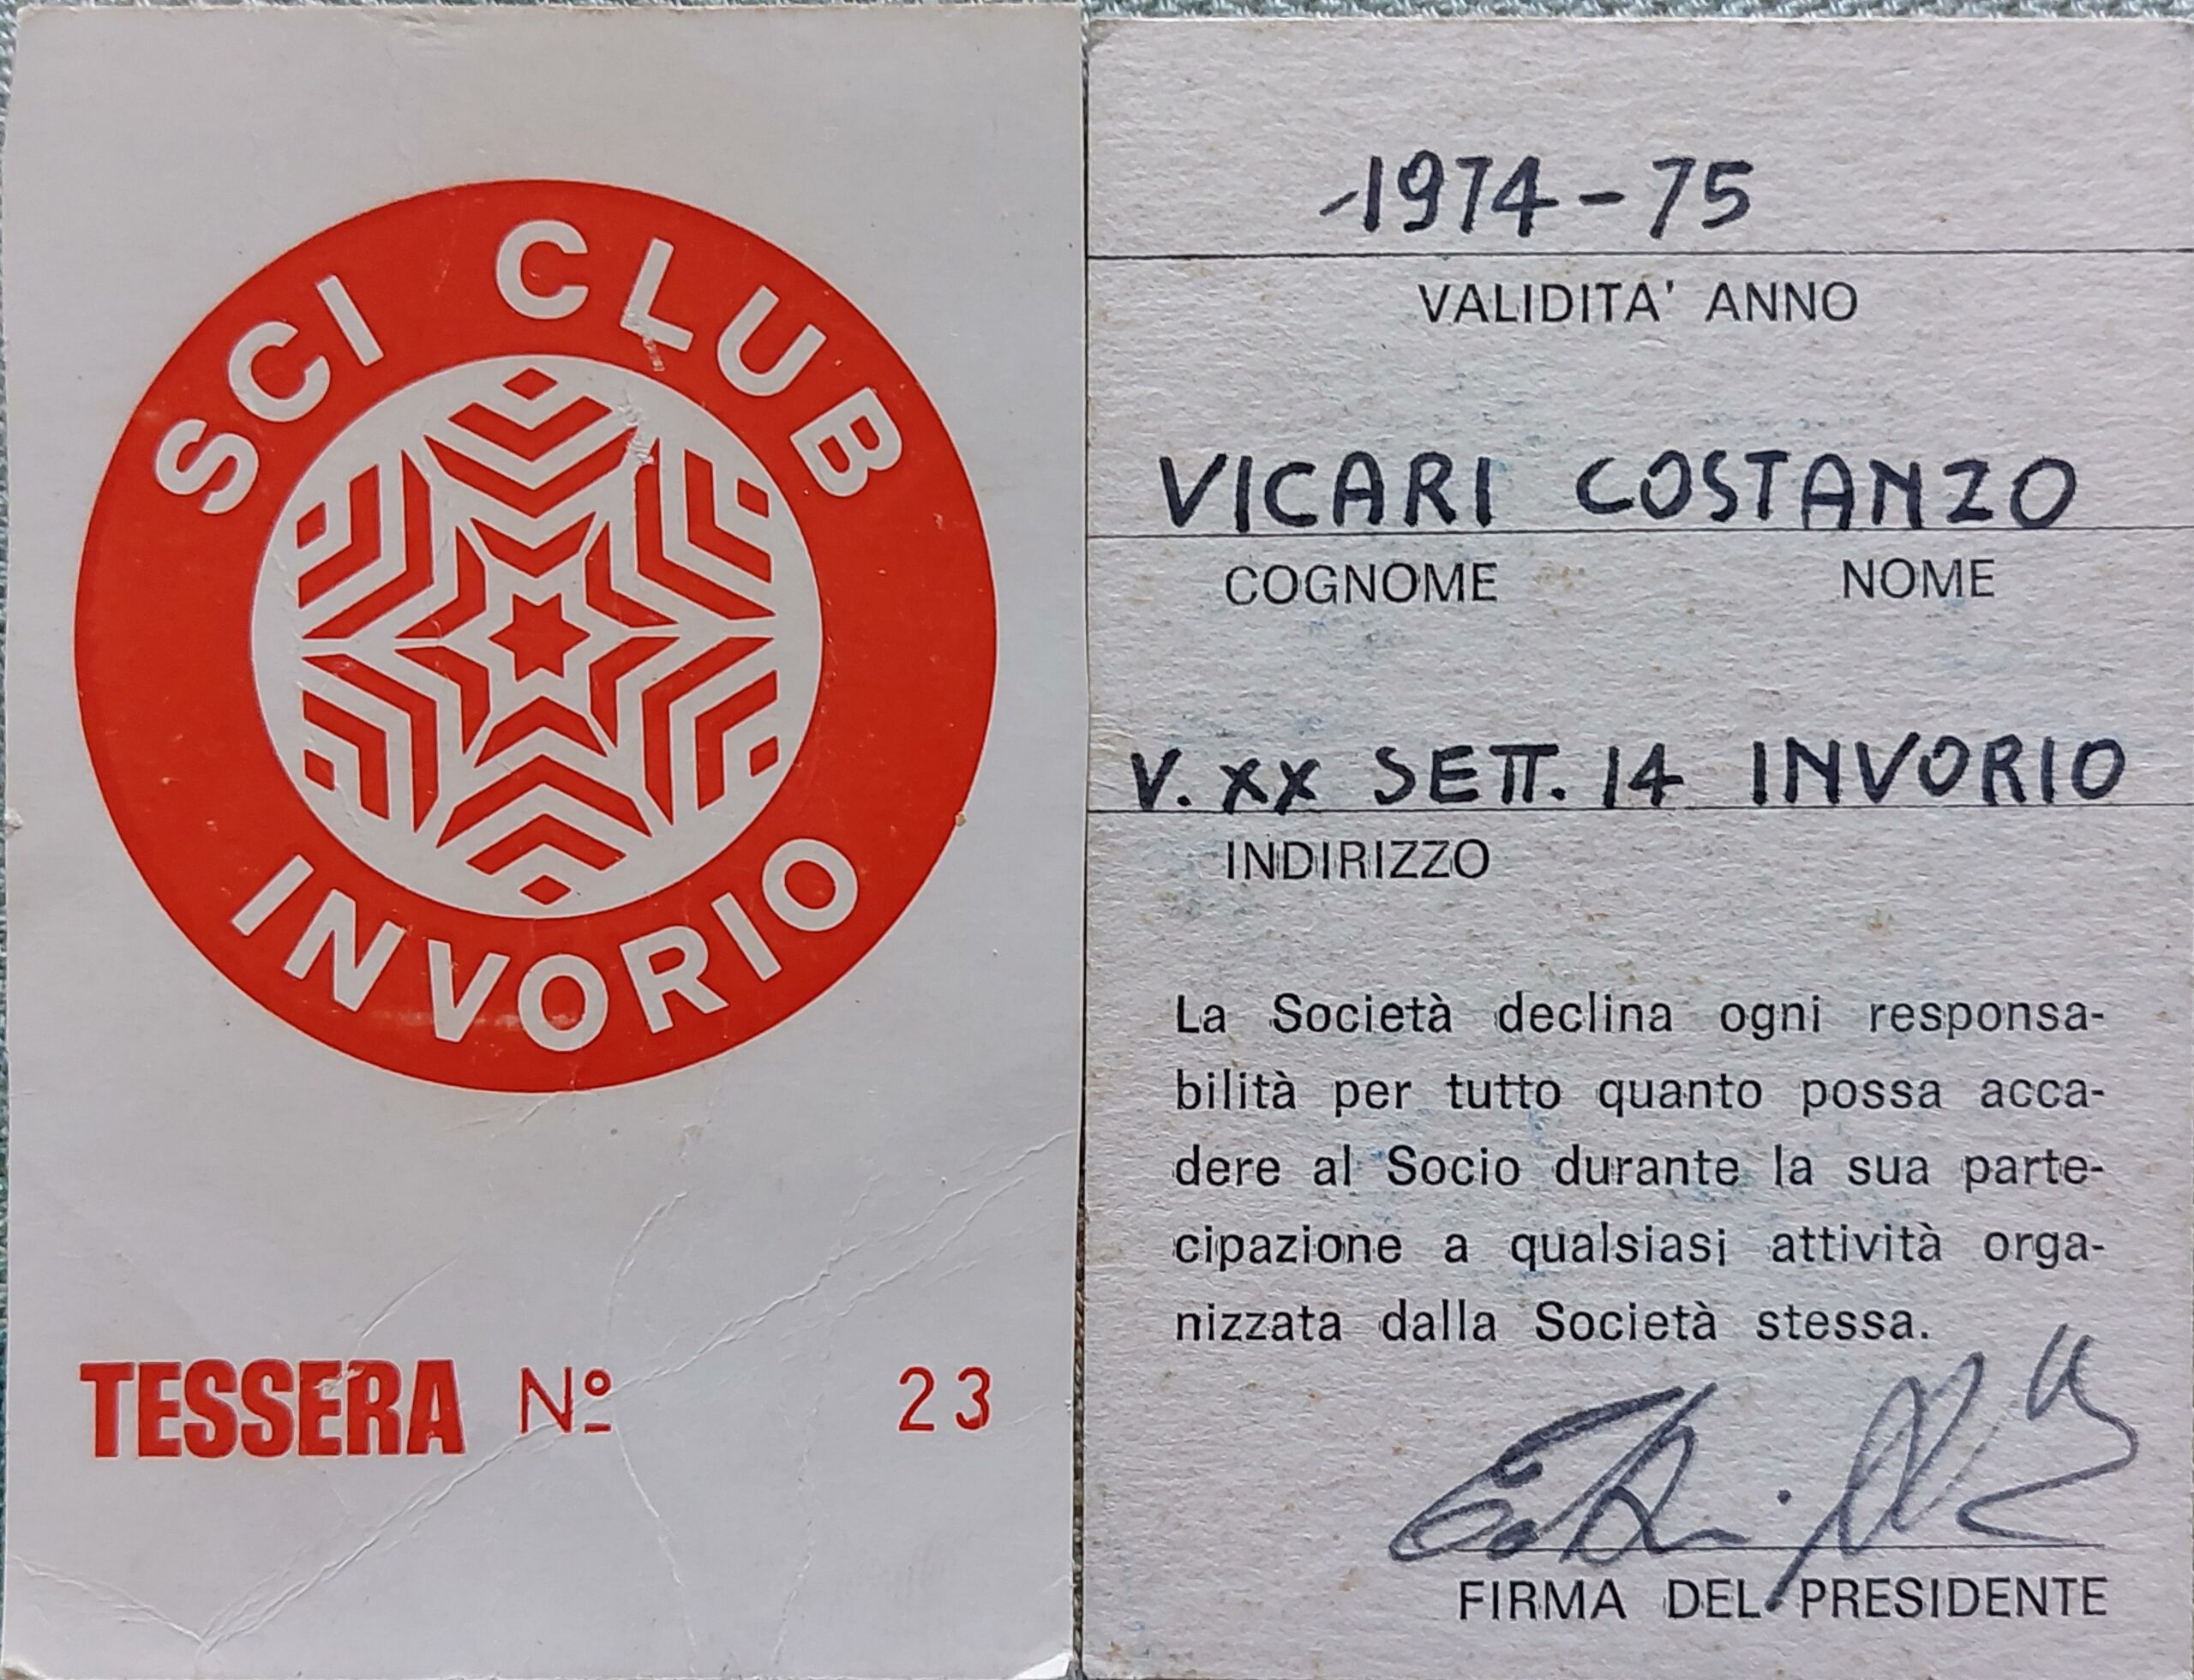 SCI CLUB
INVORIO
TESSERA Nº 23
1974-75
VALIDITA' ANNO
VICARI COSTANZO
COGNOME NOME
V. XX SETT. 14 INVORIO
INDIRIZZO
La Società declina ogni responsa-
bilità per tutto quanto possa acca-
dere al Socio durante la sua parte-
cipazione a qualsiasi attività orga-
nizzata dalla Società stessa.
FIRMA DEL PRESIDENTE